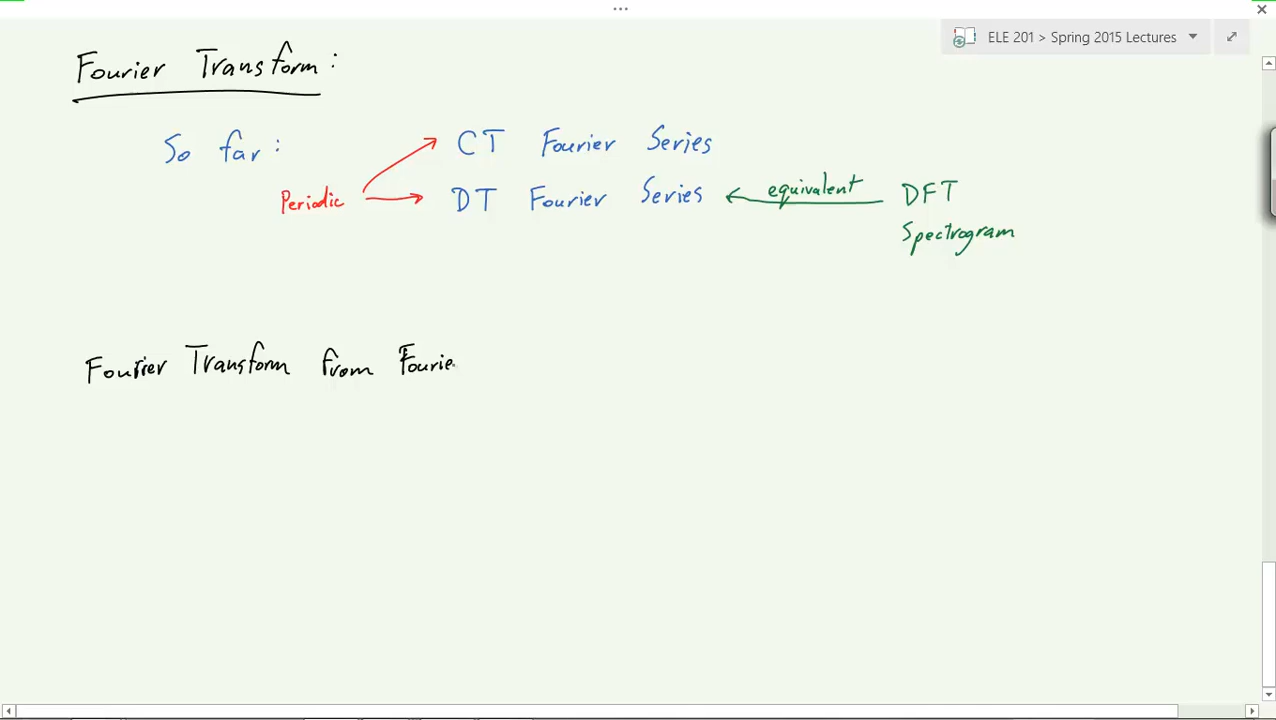 ELE 201 > Spring 2015 Lectures
Fourier Transform:
So far:
CT Fourier Series
Periodic
DT Fourier Series
equivalent
DFT
Spectrogram
Fourier Transform from Fourie